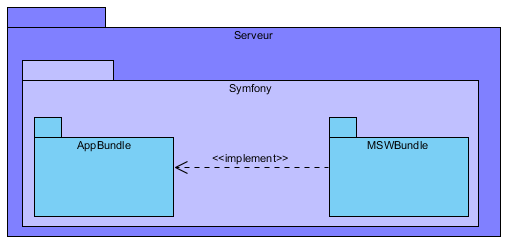 Serveur
Symfony
AppBundle
<<implement>>
MSWBundle